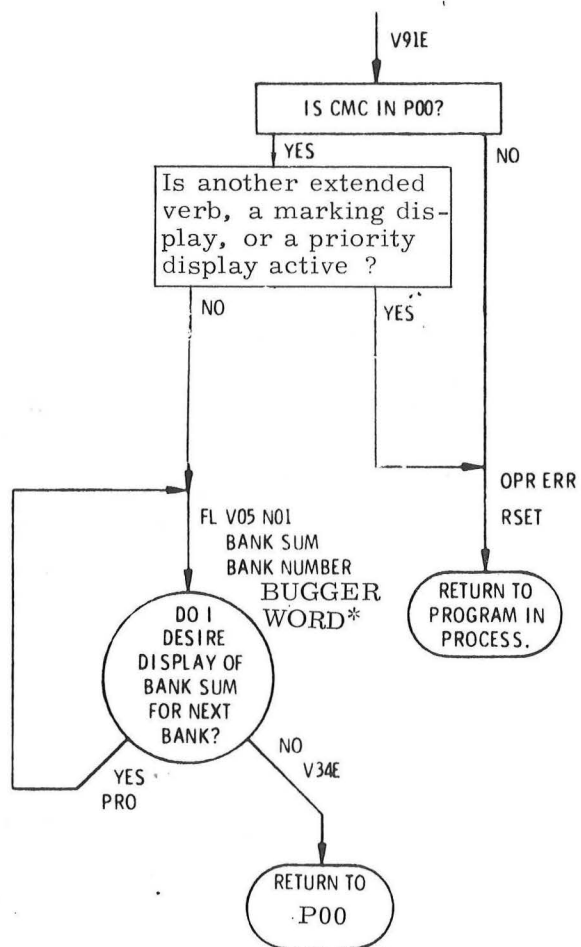 V91E
IS CMC IN P00?
YES
NO
Is another extended
verb, a marking dis-
play, or a priority
display active ?
NO
YES
OPR ERR
RSET
FL V05 N01
BANK SUM
BANK NUMBER
BUGGER
WORD*
RETURN TO
PROGRAM IN
PROCESS.
DO I
DESIRE
DISPLAY OF
BANK SUM
FOR NEXT
BANK?
YES
PRO
NO
V34E
RETURN TO
P00